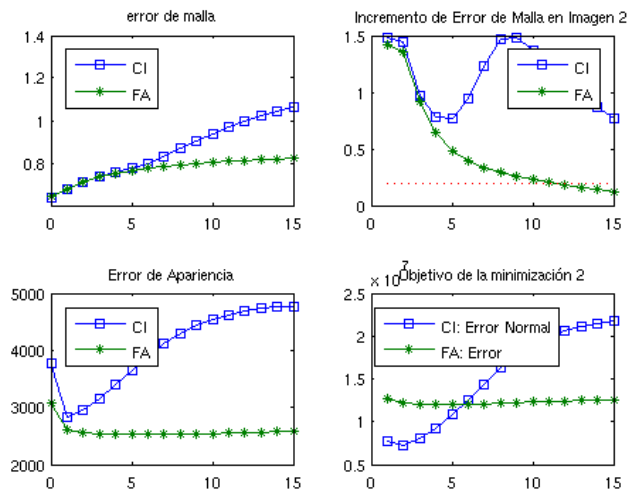 error de malla
1.4
1.2
1
0.8
0
5
10
15
CI
FA
Incremento de Error de Malla en Imagen 2
1.5
1
0.5
0
0
5
10
15
CI
FA
Error de Apariencia
5000
4000
3000
2000
0
5
10
15
CI
FA
x 10^7
Objetivo de la minimización 2
2.5
2
1.5
1
0.5
0
5
10
15
CI: Error Normal
FA: Error